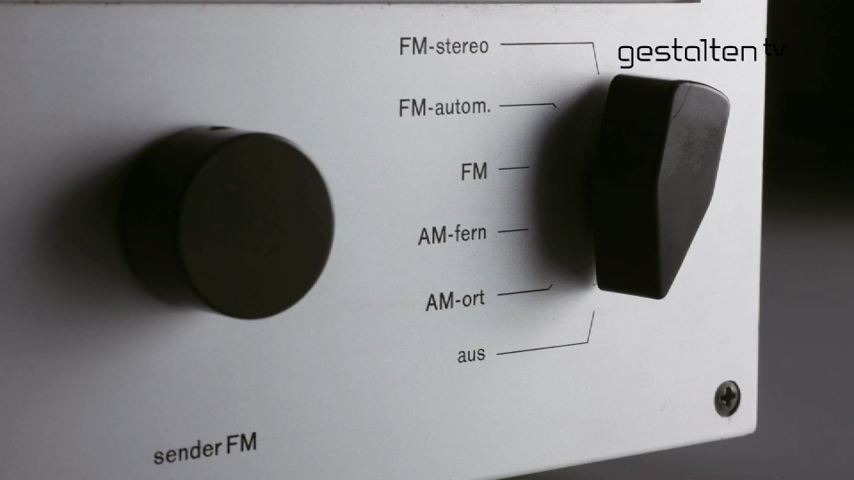 gestalten tv
FM-stereo
FM-autom.
FM
AM-fern
AM-ort
aus
sender FM